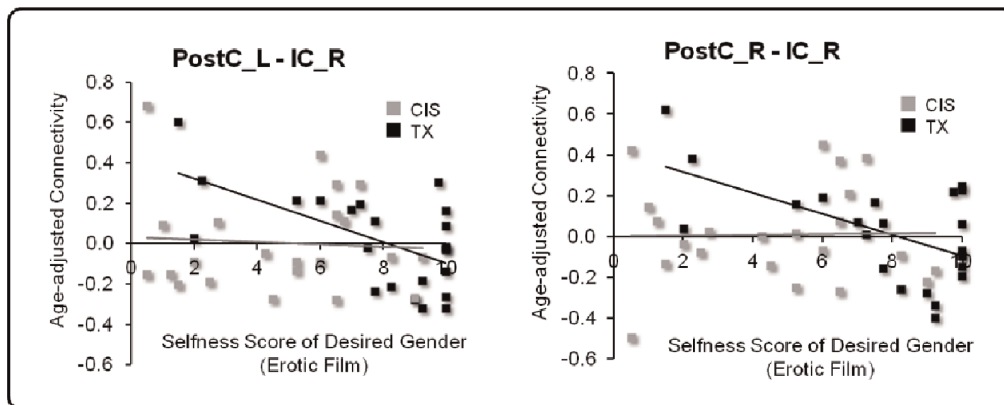 PostC_L - IC_R
Age-adjusted Connectivity
0.8
0.6
0.4
0.2
0.0
-0.2
-0.4
-0.6
0 2 4 6 8 10
CIS
TX
Selfness Score of Desired Gender
(Erotic Film)
PostC_R - IC_R
Age-adjusted Connectivity
0.8
0.6
0.4
0.2
0.0
-0.2
-0.4
-0.6
0 2 4 6 8 10
CIS
TX
Selfness Score of Desired Gender
(Erotic Film)